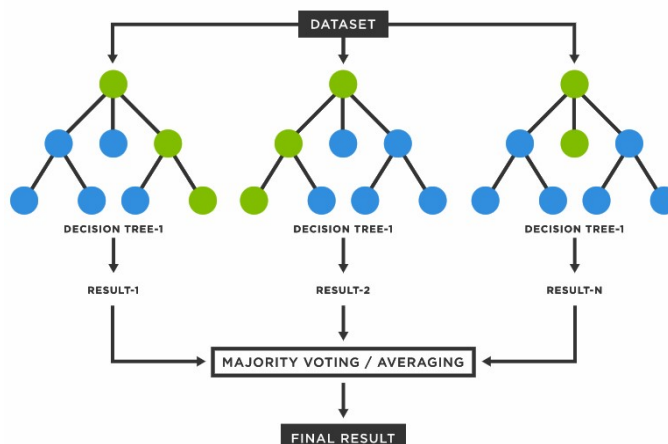 DATASET
DECISION TREE-1
DECISION TREE-1
DECISION TREE-1
RESULT-1
RESULT-2
RESULT-N
MAJORITY VOTING / AVERAGING
FINAL RESULT